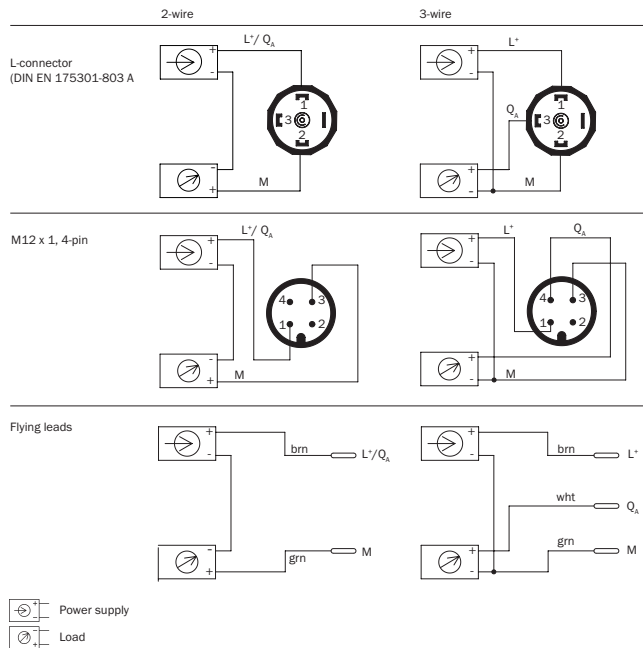 2-wire 3-wire
L-connector
(DIN EN 175301-803 A
+ L⁺/ Q_A
-
1
3
2
-
+ M
+ L⁺
-
1
Q_A 3
2
+
- M
M12 x 1, 4-pin
+ L⁺/ Q_A
-
4 3
1 2
-
+ M
+ L⁺ Q_A
-
4 3
1 2
+
- M
Flying leads
+ brn L⁺/Q_A
-
-
+ grn M
+ brn L⁺
-
wht Q_A
+ grn M
-
+
- Power supply
-
+ Load